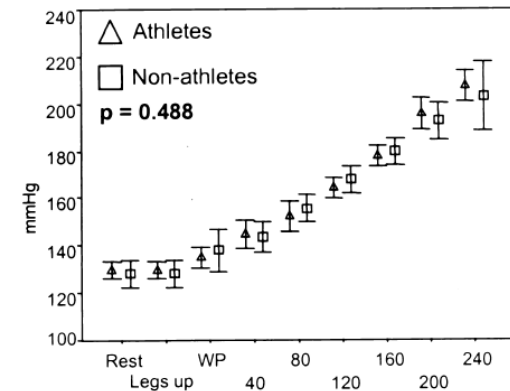 240
220
200
180
160
140
120
100
mmHg
Athletes
Non-athletes
p = 0.488
Rest WP 80 160 240
Legs up 40 120 200